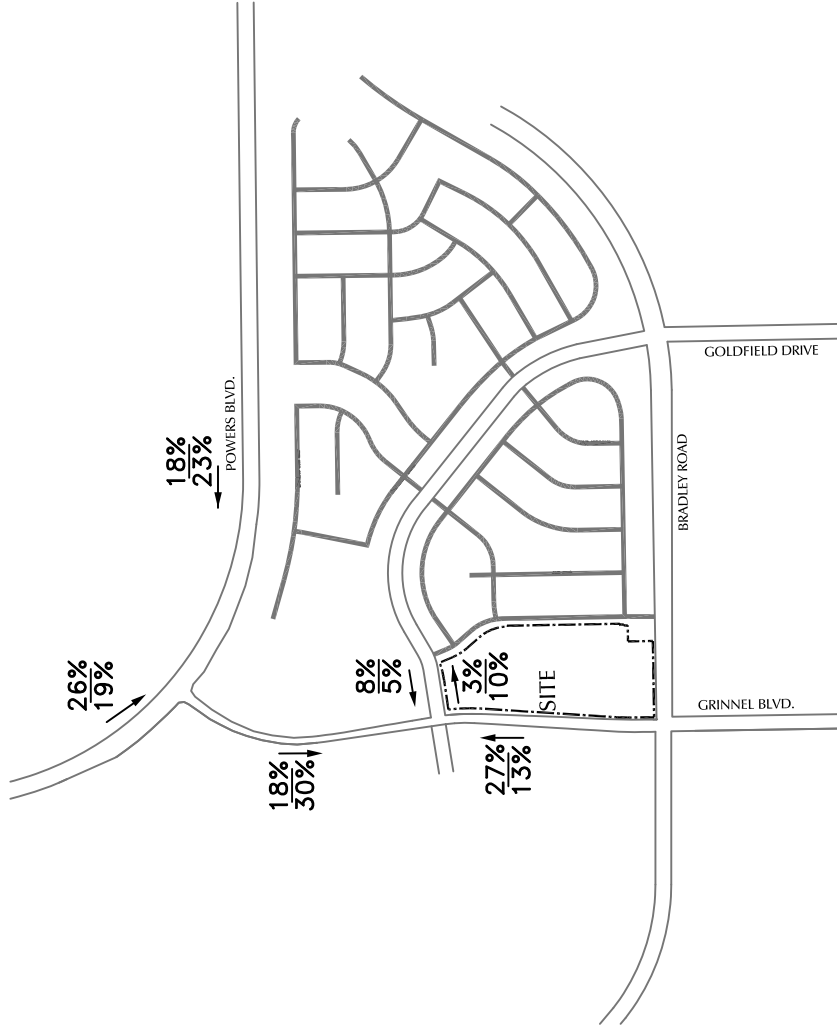 18%
23%
POWERS BLVD.
GOLDFIELD DRIVE
BRADLEY ROAD
26%
19%
8%
5%
3%
10%
SITE
GRINNEL BLVD.
18%
30%
27%
13%